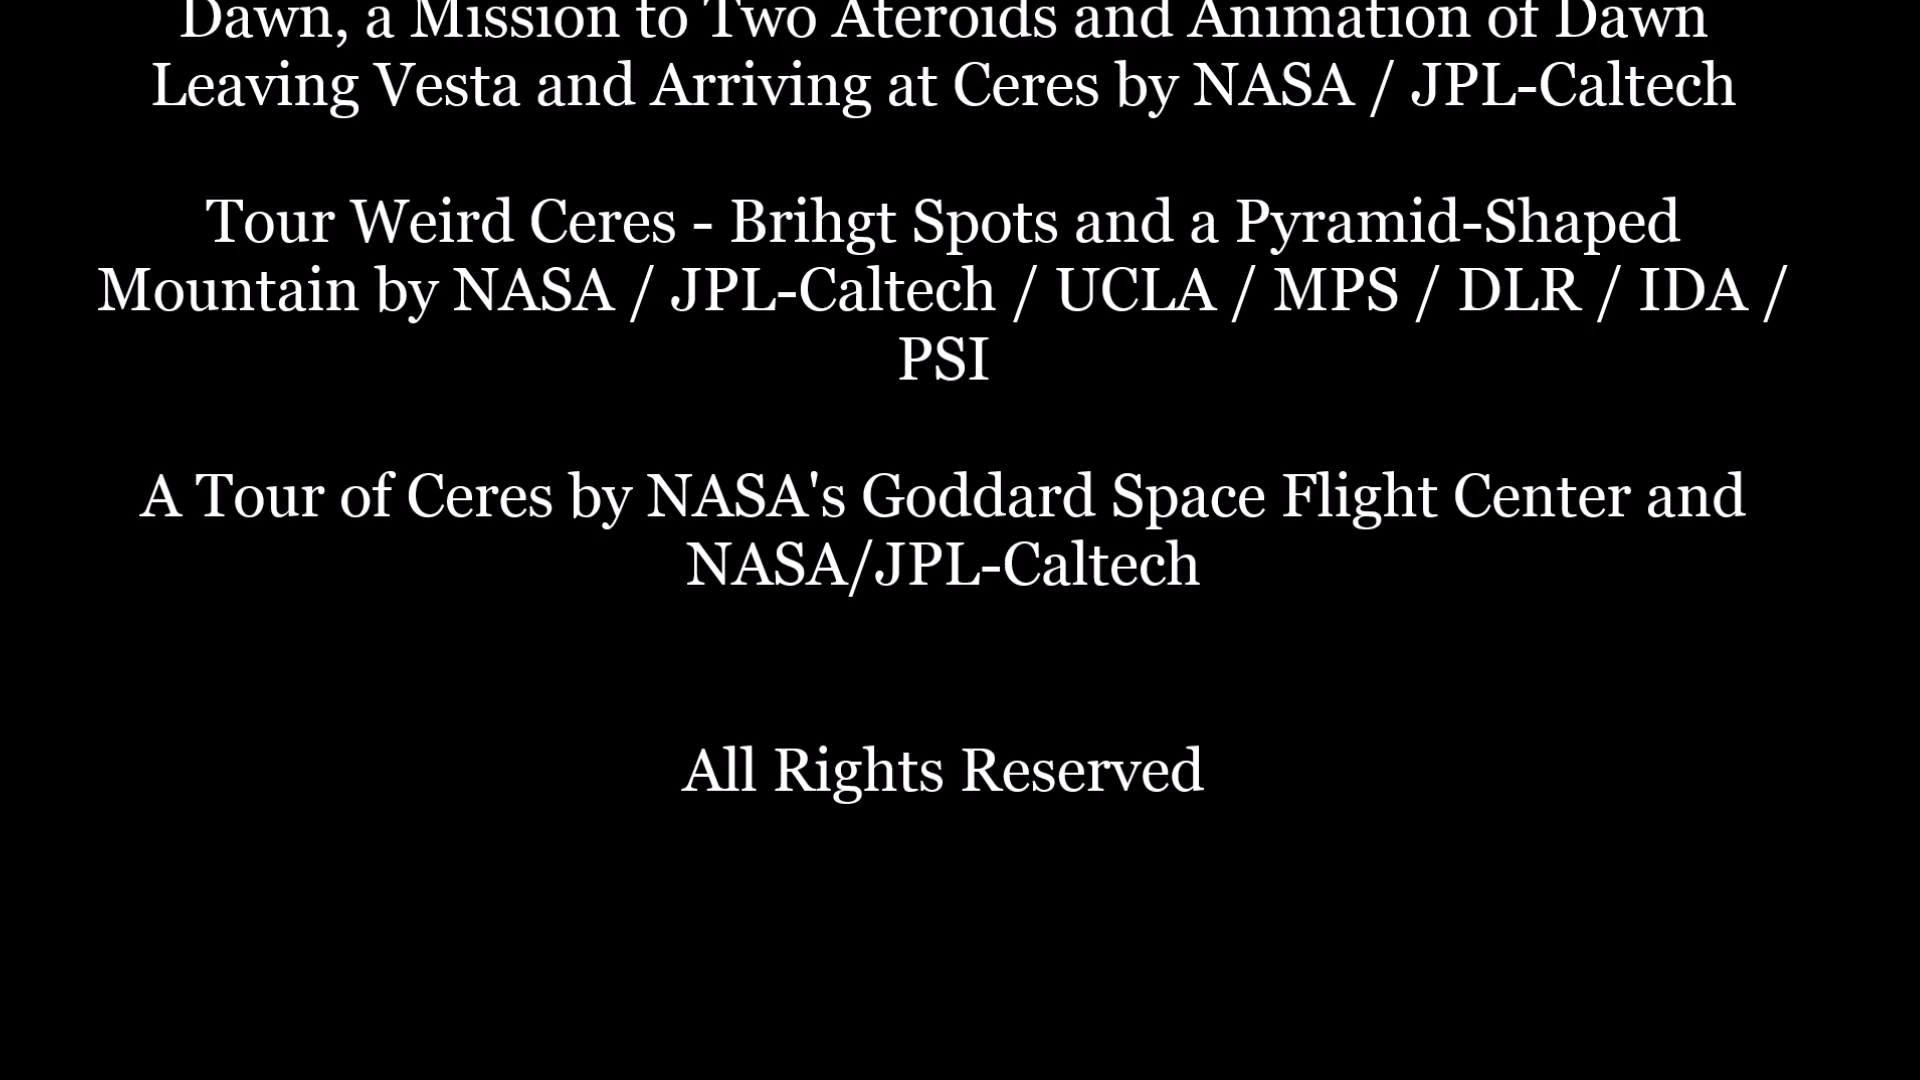 Dawn, a Mission to Two Ateroids and Animation of Dawn
Leaving Vesta and Arriving at Ceres by NASA / JPL-Caltech
Tour Weird Ceres - Brihgt Spots and a Pyramid-Shaped
Mountain by NASA / JPL-Caltech / UCLA / MPS / DLR / IDA /
PSI
A Tour of Ceres by NASA's Goddard Space Flight Center and
NASA/JPL-Caltech
All Rights Reserved